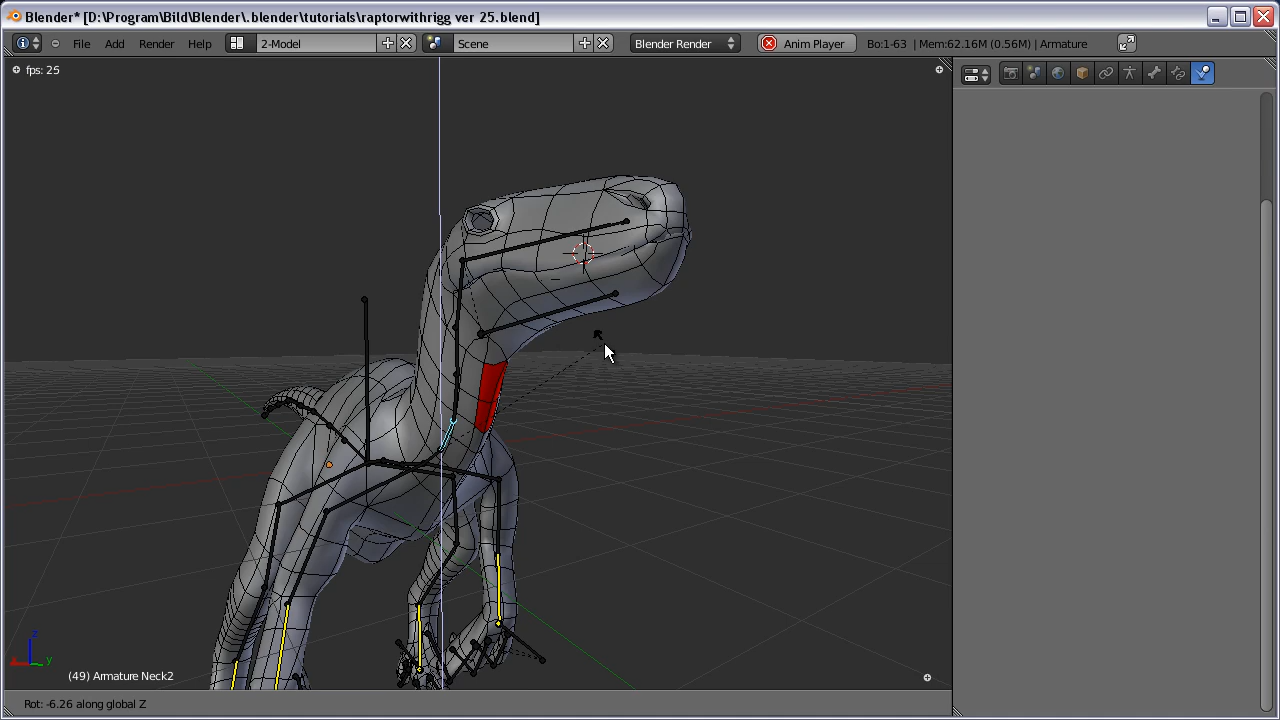 Blender* [D:\Program\Bild\Blender\.blender\tutorials\raptorwithrigg ver 25.blend]
File Add Render Help 2-Model Scene Blender Render Anim Player Bo:1-63 | Mem:62.16M (0.56M) | Armature
fps: 25
z
x y
(49) Armature Neck2
Rot: -6.26 along global Z